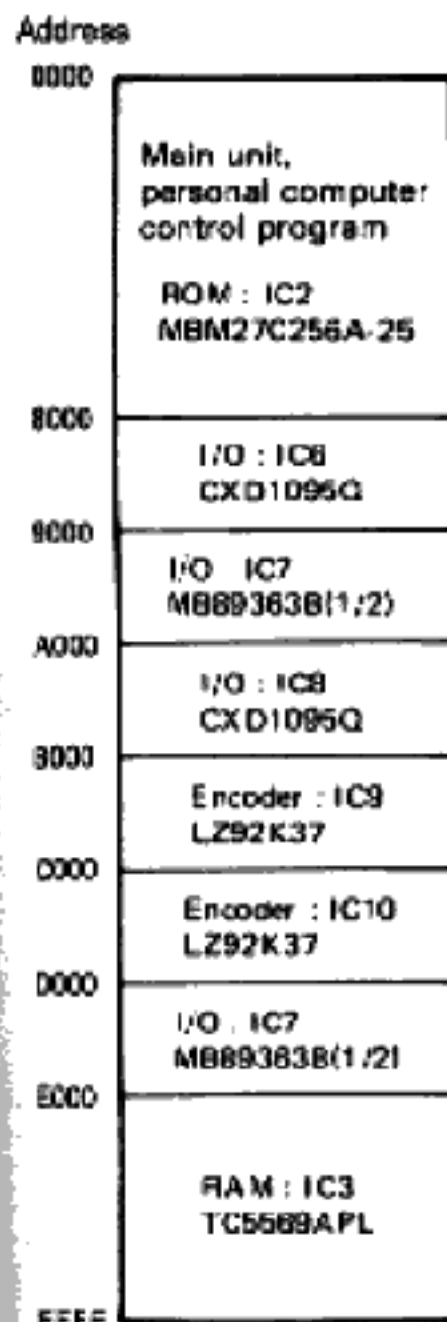 Address
0000
Main unit,
personal computer
control program
ROM : IC2
MBM27C256A-25
8000
I/O : IC6
CXD1095Q
9000
I/O : IC7
MB89363B(1/2)
A000
I/O : IC8
CXD1095Q
B000
Encoder : IC9
LZ92K37
C000
Encoder : IC10
LZ92K37
D000
I/O : IC7
MB89363B(1/2)
E000
RAM : IC3
FFFF